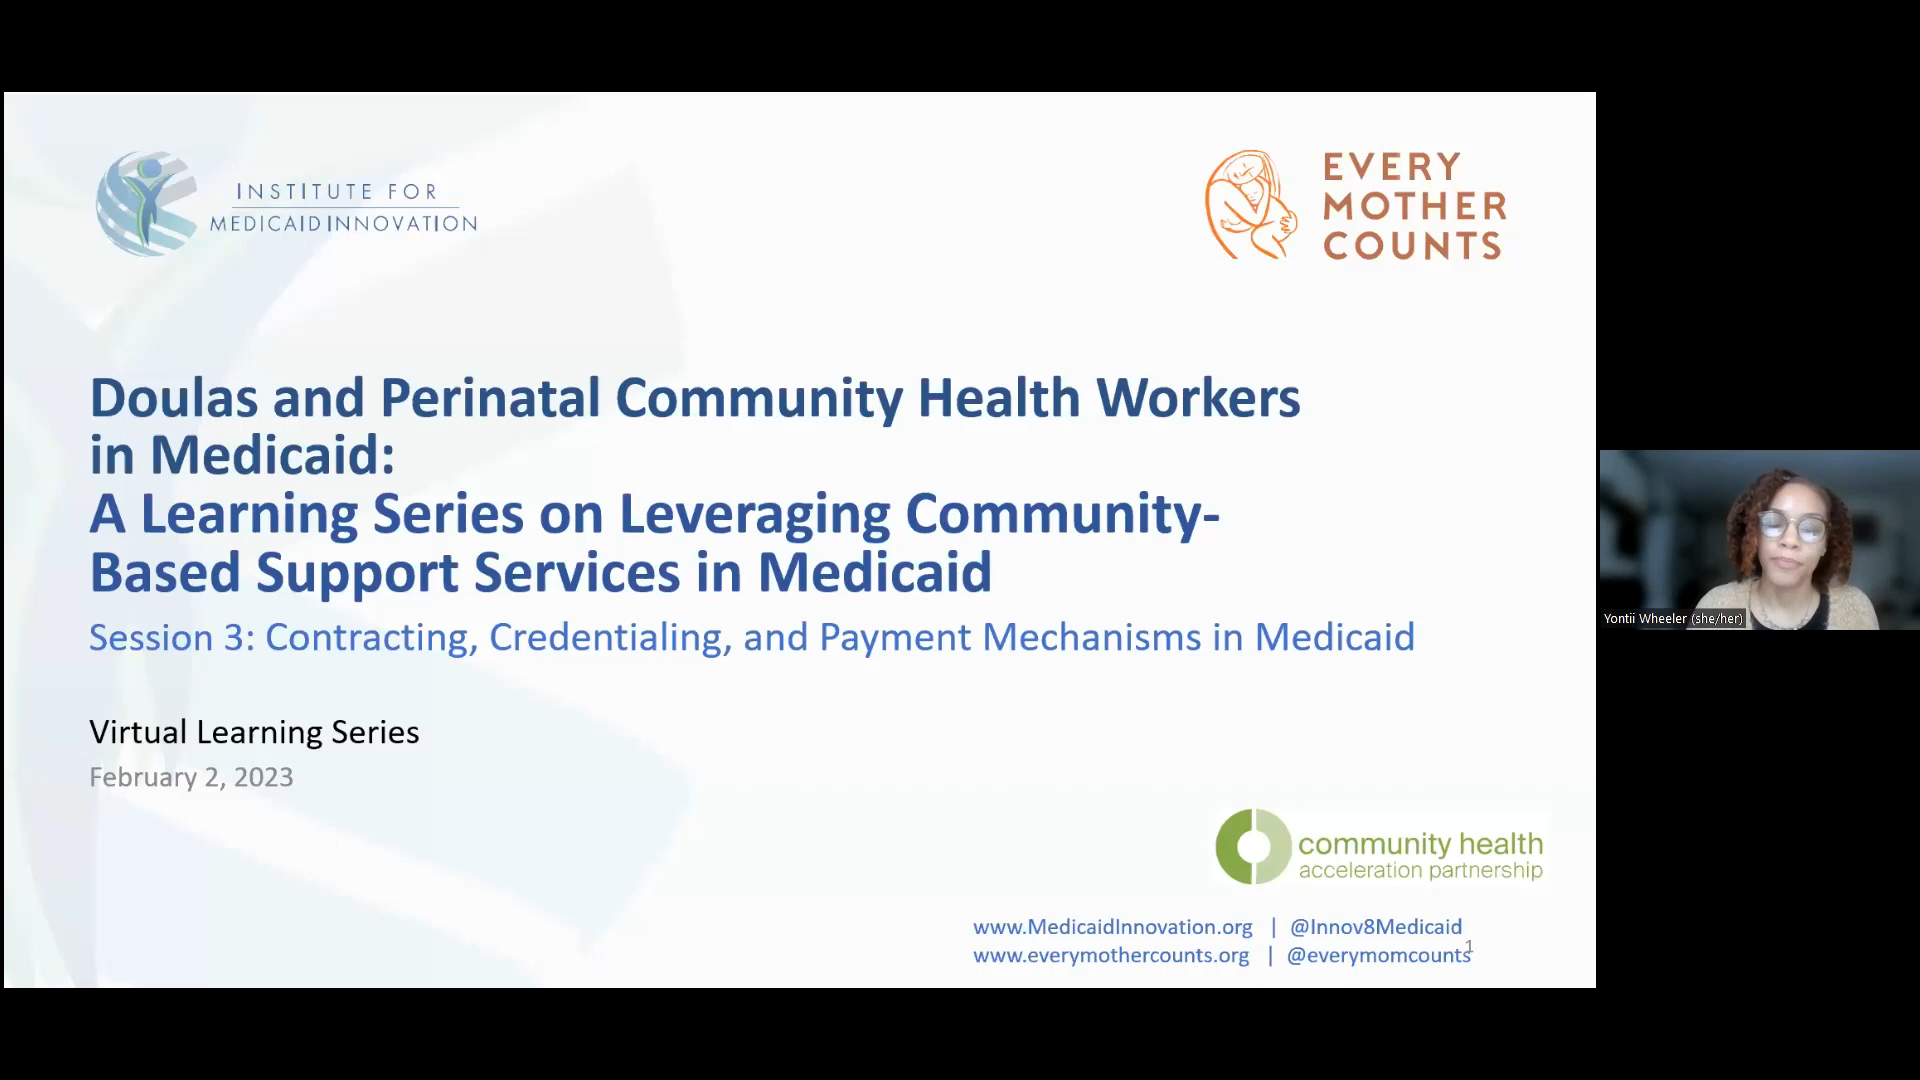 INSTITUTE FOR
MEDICAID INNOVATION
EVERY
MOTHER
COUNTS
Doulas and Perinatal Community Health Workers
in Medicaid:
A Learning Series on Leveraging Community-
Based Support Services in Medicaid
Session 3: Contracting, Credentialing, and Payment Mechanisms in Medicaid
Yontii Wheeler (she/her)
Virtual Learning Series
February 2, 2023
community health
acceleration partnership
www.MedicaidInnovation.org | @Innov8Medicaid
www.everymothercounts.org | @everymomcounts
1